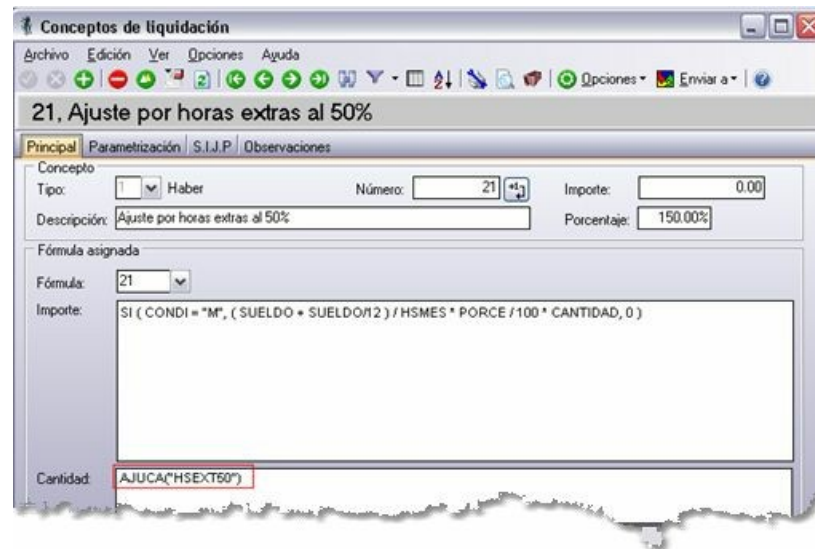 Conceptos de liquidación
Archivo Edición Ver Opciones Ayuda
Opciones Enviar a
21, Ajuste por horas extras al 50%
Principal Parametrización S.I.J.P Observaciones
Concepto
Tipo: 1 Haber Número: 21 +1 Importe: 0.00
Descripción: Ajuste por horas extras al 50% Porcentaje: 150.00%
Fórmula asignada
Fórmula: 21
Importe: SI ( CONDI = "M", ( SUELDO + SUELDO/12 ) / HSMES * PORCE / 100 * CANTIDAD, 0 )
Cantidad: AJUCA("HSEXT50")